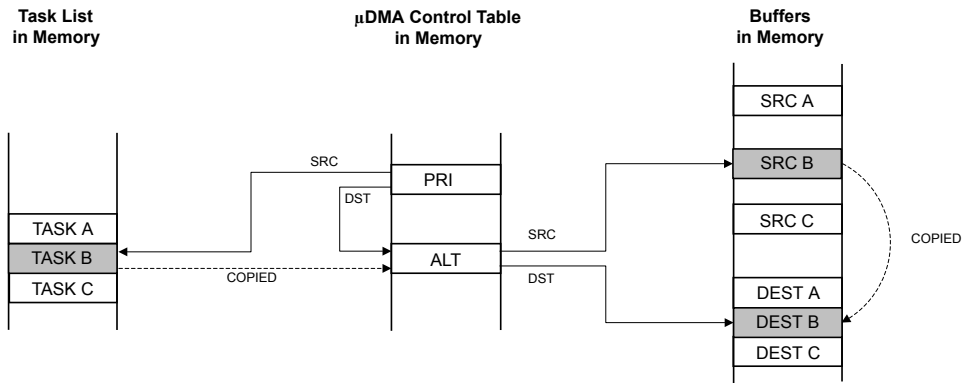 Task List
in Memory
μDMA Control Table
in Memory
Buffers
in Memory
SRC A
SRC
SRC B
PRI
DST
TASK A
SRC C
SRC
COPIED
TASK B
ALT
COPIED
DST
TASK C
DEST A
DEST B
DEST C